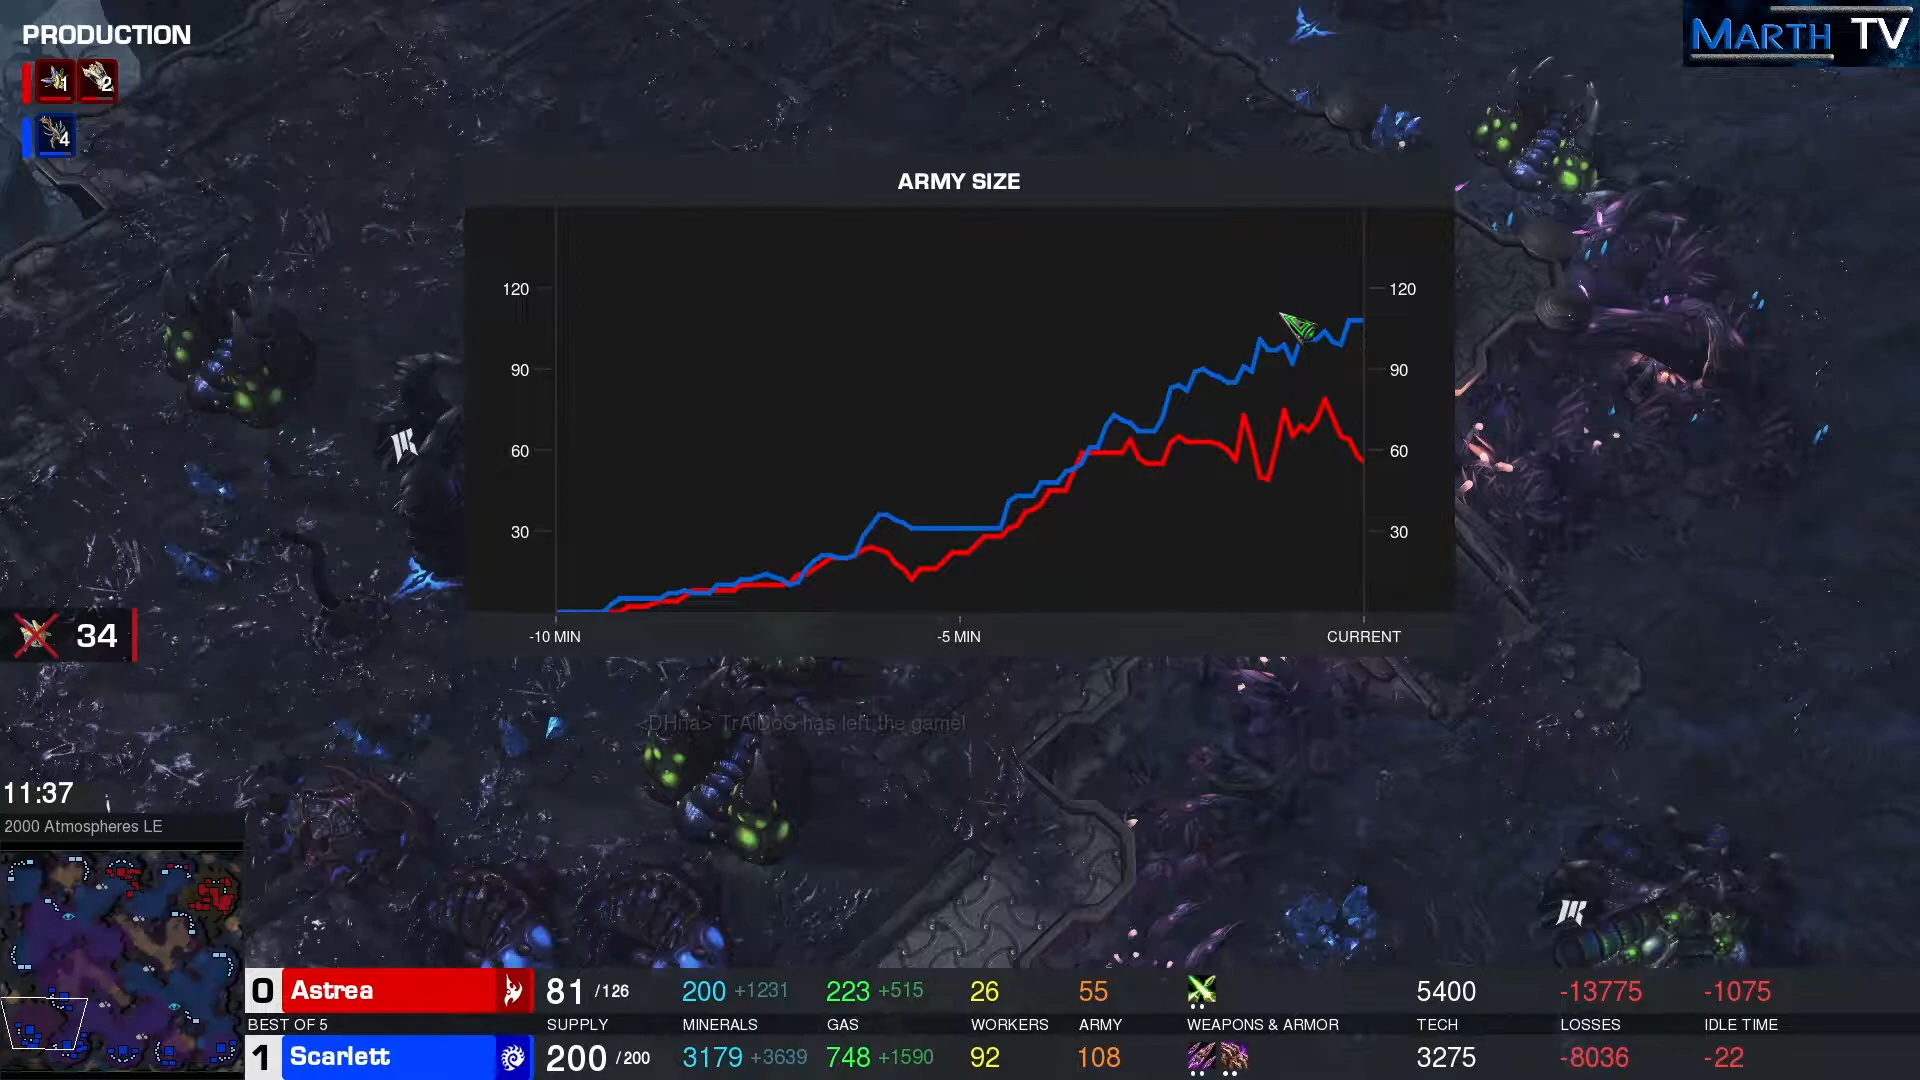 PRODUCTION
MARTH TV
1 2
4
ARMY SIZE
120 120
90 90
60 60
30 30
-10 MIN -5 MIN CURRENT
34
<DHna> TrAiDoS has left the game!
11:37
2000 Atmospheres LE
0 Astrea 81 /126 200 +1231 223 +515 26 55 5400 -13775 -1075
BEST OF 5 SUPPLY MINERALS GAS WORKERS ARMY WEAPONS & ARMOR TECH LOSSES IDLE TIME
1 Scarlett 200 /200 3179 +3639 748 +1590 92 108 3275 -8036 -22